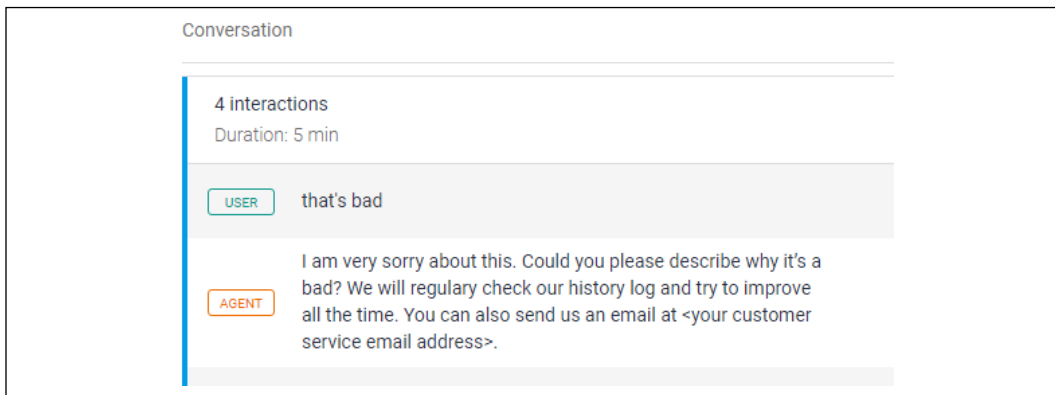 Conversation
4 interactions
Duration: 5 min
USER that's bad
I am very sorry about this. Could you please describe why it's a
bad? We will regulary check our history log and try to improve
AGENT all the time. You can also send us an email at <your customer
service email address>.